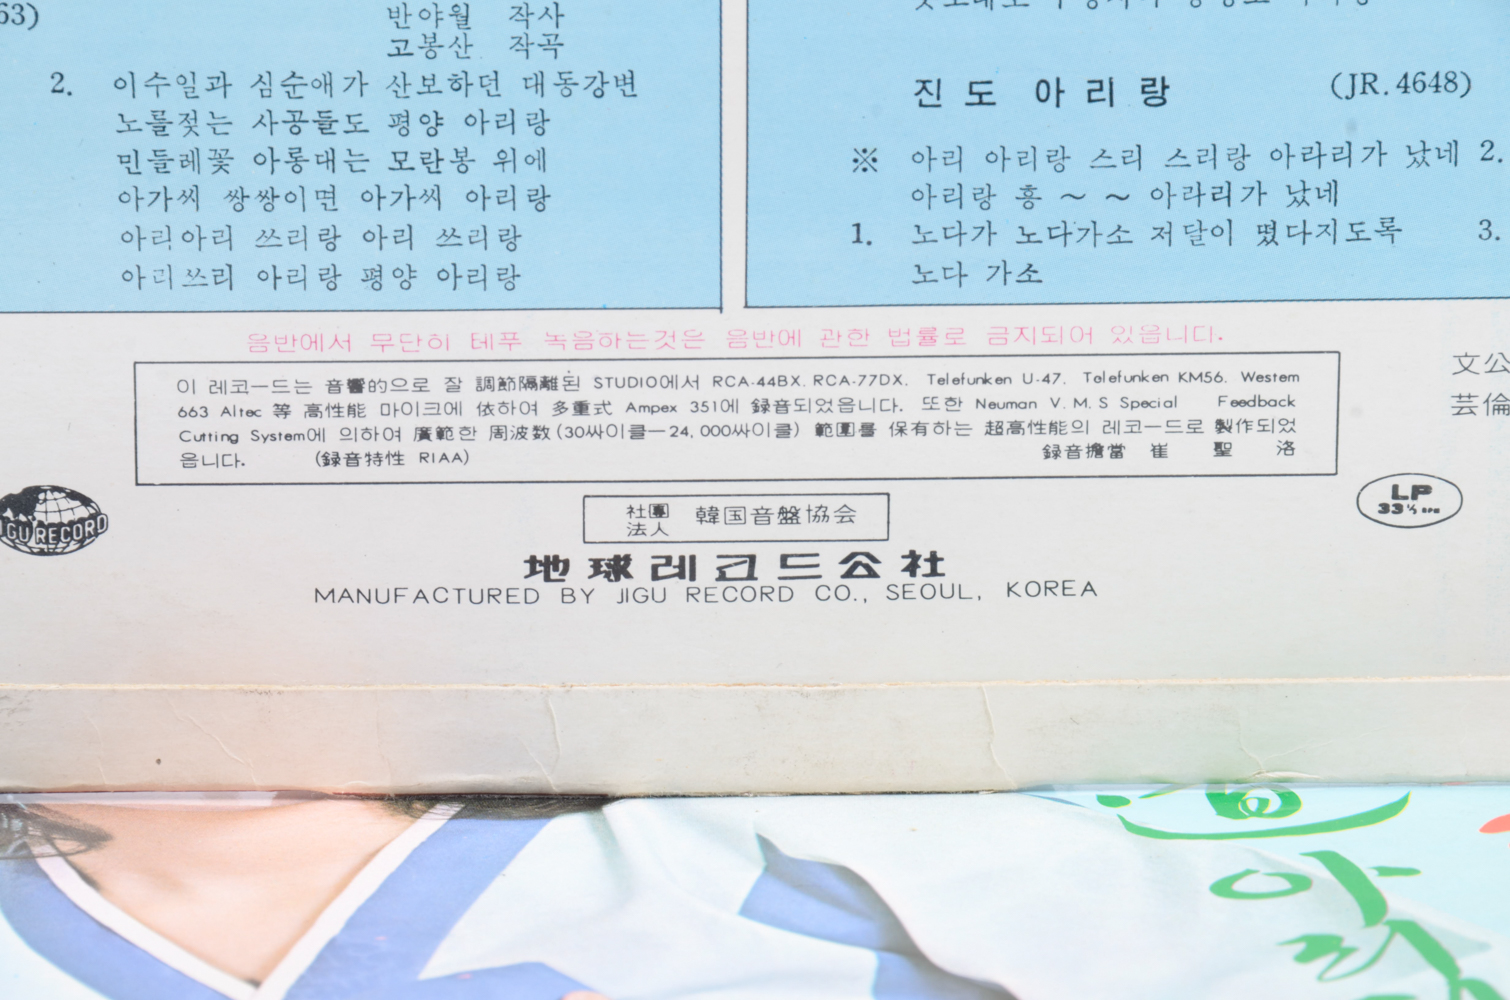 63)
반야월 작사
고봉산 작곡
2. 이수일과 심순애가 산보하던 대동강변
노를젖는 사공들도 평양 아리랑
민들레꽃 아롱대는 모란봉 위에
아가씨 쌍쌍이면 아가씨 아리랑
아리아리 쓰리랑 아리 쓰리랑
아리쓰리 아리랑 평양 아리랑
진도 아리랑 (JR.4648)
※ 아리 아리랑 스리 스리랑 아라리가 났네
아리랑 흥 ~ ~ 아라리가 났네
1. 노다가 노다가소 저달이 떴다지도록
노다 가소
2.
3.
음반에서 무단히 테푸 녹음하는것은 음반에 관한 법률로 금지되어 있읍니다.
이 레코ー드는 音響的으로 잘 調節隔離된 STUDIO에서 RCA-44BX. RCA-77DX. Telefunken U-47. Telefunken KM56. Westem
663 Altec 等 高性能 마이크에 依하여 多重式 Ampex 351에 録音되었읍니다. 또한 Neuman V. M. S Special Feedback
Cutting System에 의하여 廣範한 周波数(30싸이클ー24,000싸이클) 範圍를 保有하는 超高性能의 레코ー드로 製作되었
읍니다. (録音特性 RIAA) 録音擔當 崔 聖 洛
文公
芸倫
JIGU RECORD
LP
33⅓ RPM
社團
法人 韓国音盤協会
地球레코드公社
MANUFACTURED BY JIGU RECORD CO., SEOUL, KOREA
아